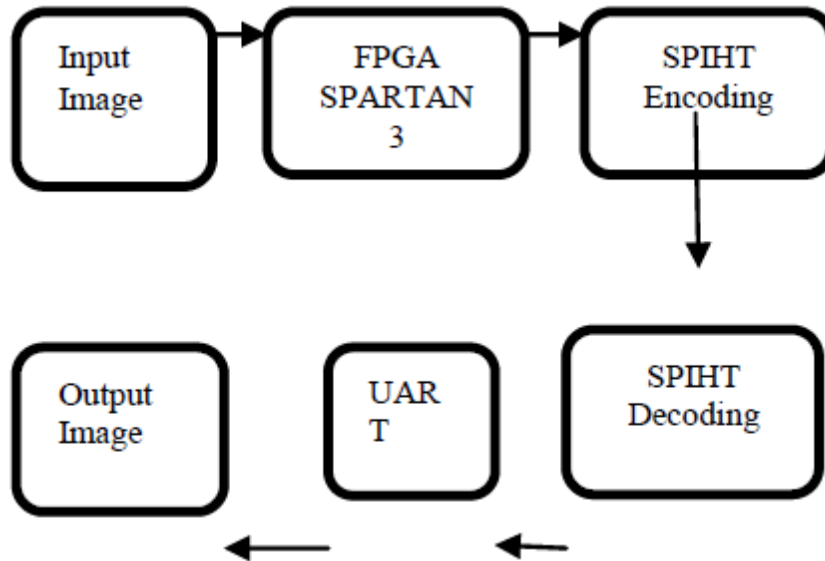 Input
Image
FPGA
SPARTAN
3
SPIHT
Encoding
Output
Image
UAR
T
SPIHT
Decoding